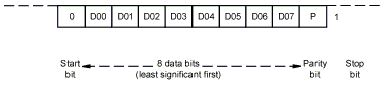 0 D00 D01 D02 D03 D04 D05 D06 D07 P 1
Start bit 8 data bits (least significant first) Parity bit Stop bit